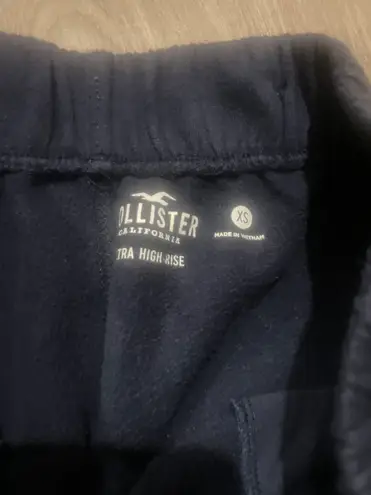 OLLISTER
CALIFORNIA
TRA HIGH RISE
XS
MADE IN VIETNAM